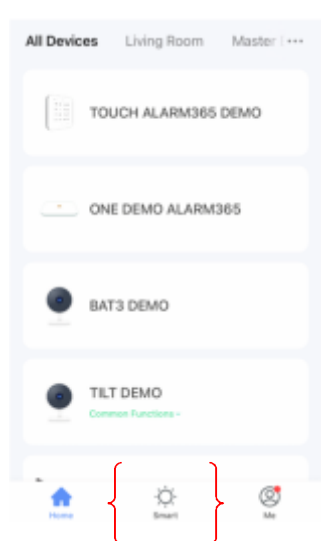 All Devices Living Room Master
TOUCH ALARM365 DEMO
ONE DEMO ALARM365
BAT3 DEMO
TILT DEMO
Common Functions
Home Smart Me